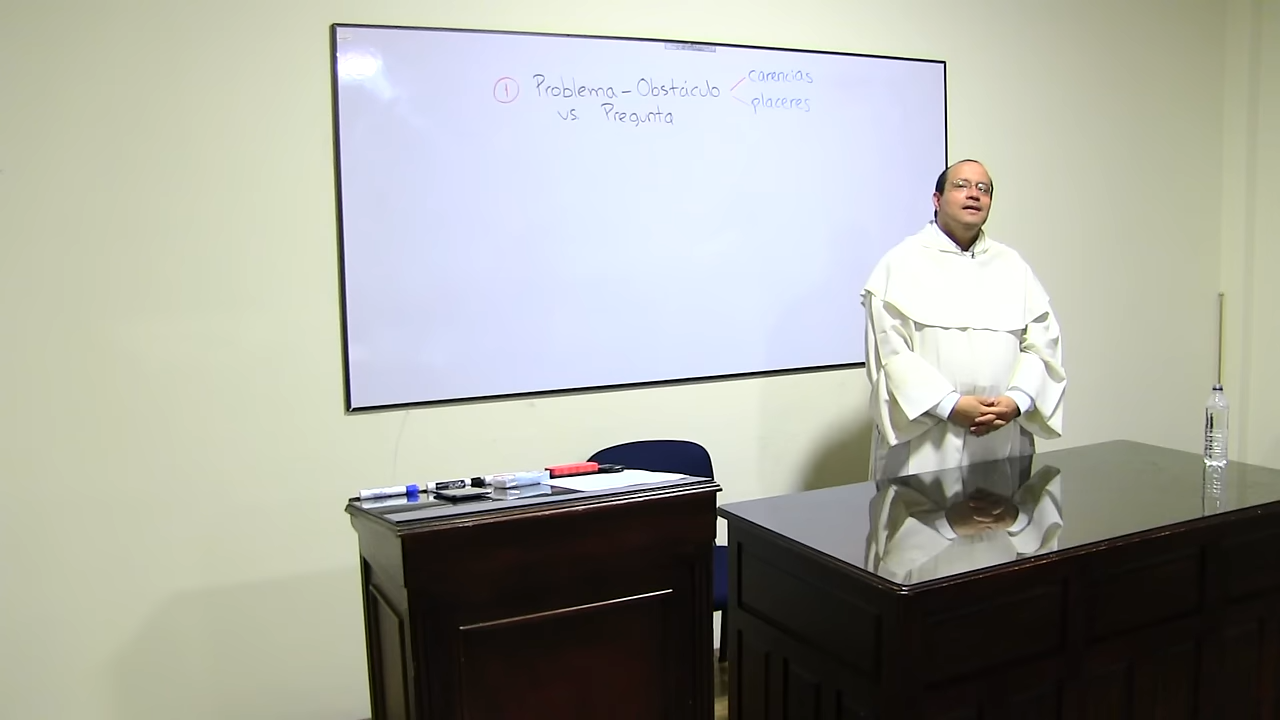 ① Problema - Obstáculo
carencias
placeres
vs. Pregunta